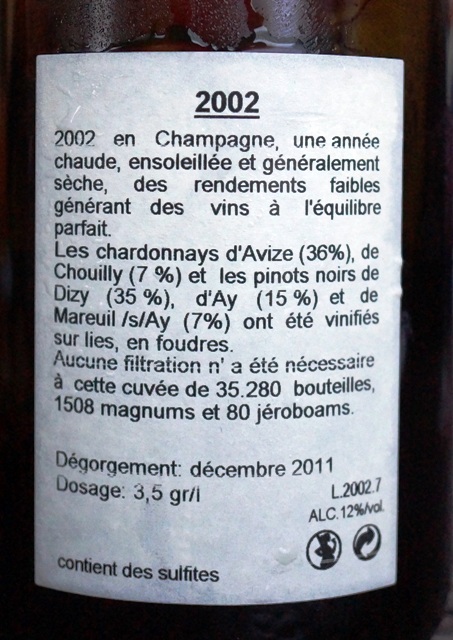 2002
2002 en Champagne, une année
chaude, ensoleillée et généralement
sèche, des rendements faibles
générant des vins à l'équilibre
parfait.
Les chardonnays d'Avize (36%), de
Chouilly (7 %) et les pinots noirs de
Dizy (35 %), d'Ay (15 %) et de
Mareuil /s/Ay (7%) ont été vinifiés
sur lies, en foudres.
Aucune filtration n' a été nécessaire
à cette cuvée de 35.280 bouteilles,
1508 magnums et 80 jéroboams.
Dégorgement: décembre 2011
Dosage: 3,5 gr/l
L.2002.7
ALC.12%/vol.
contient des sulfites